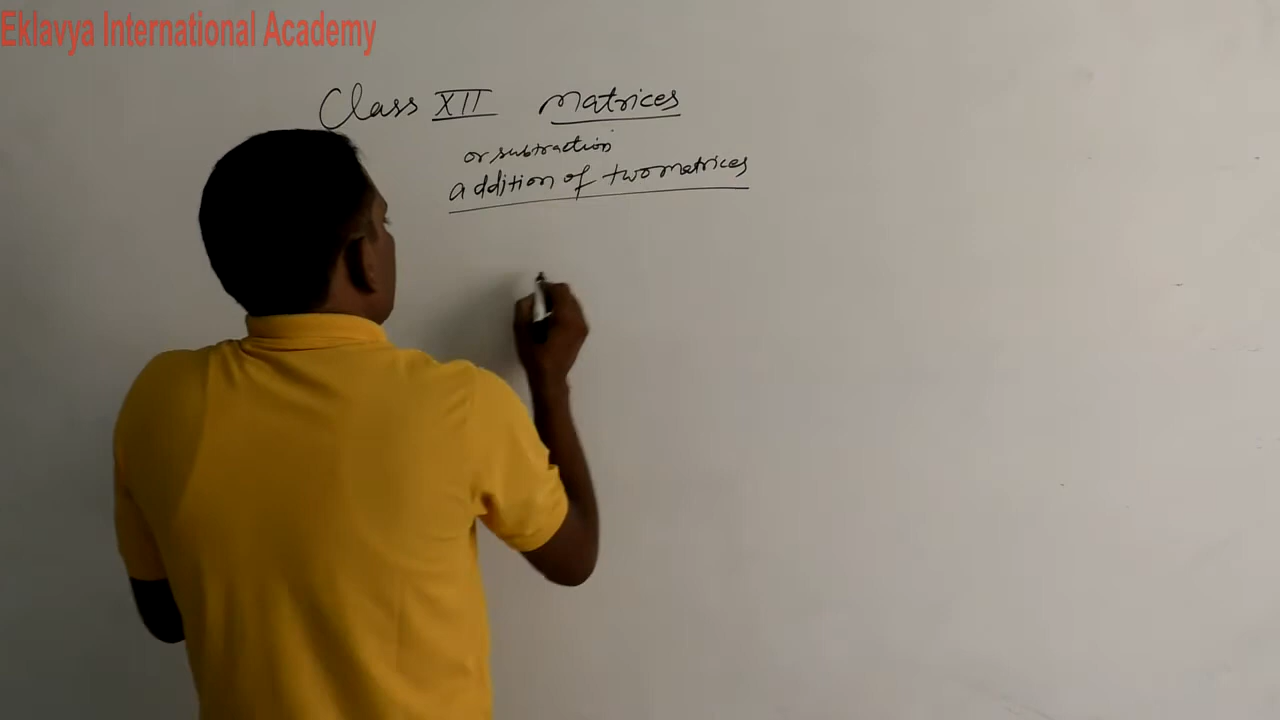 Eklavya International Academy
Class XII Matrices
or subtraction
addition of two matrices